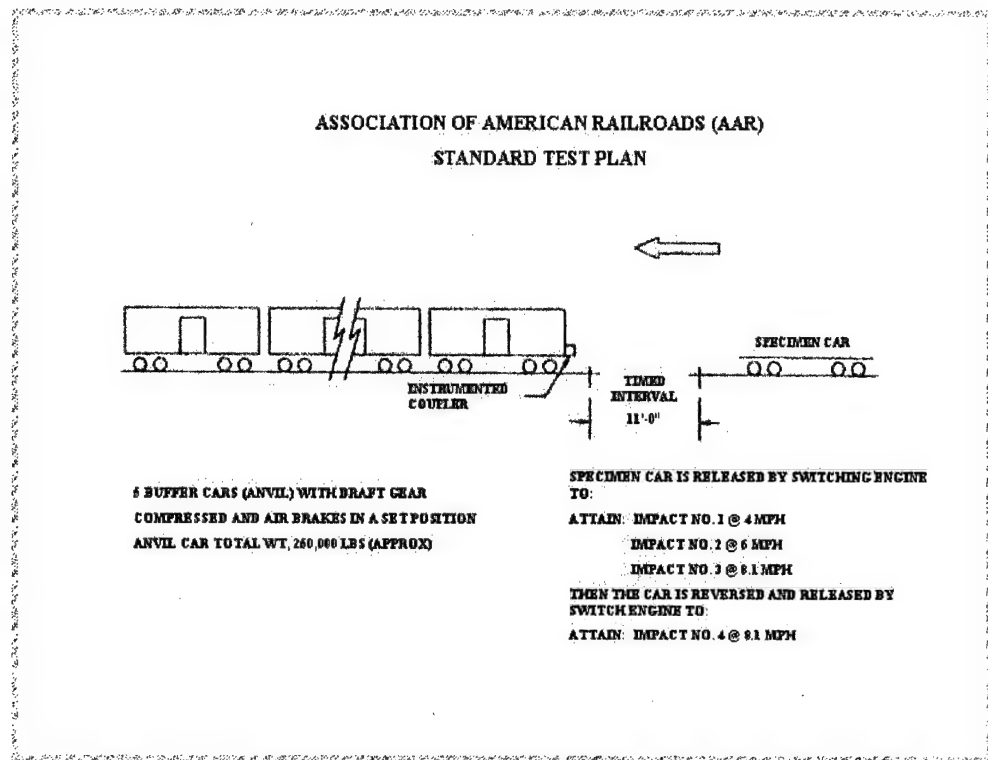 ASSOCIATION OF AMERICAN RAILROADS (AAR)
STANDARD TEST PLAN
SPECIMEN CAR
INSTRUMENTED
COUPLER
TIMED
INTERVAL
11'-0"
5 BUFFER CARS (ANVIL) WITH DRAFT GEAR
COMPRESSED AND AIR BRAKES IN A SET POSITION
ANVIL CAR TOTAL WT, 260,000 LBS (APPROX)
SPECIMEN CAR IS RELEASED BY SWITCHING ENGINE
TO:
ATTAIN: IMPACT NO. 1 @ 4 MPH
IMPACT NO. 2 @ 6 MPH
IMPACT NO. 3 @ 8.1 MPH
THEN THE CAR IS REVERSED AND RELEASED BY
SWITCH ENGINE TO:
ATTAIN: IMPACT NO. 4 @ 8.1 MPH